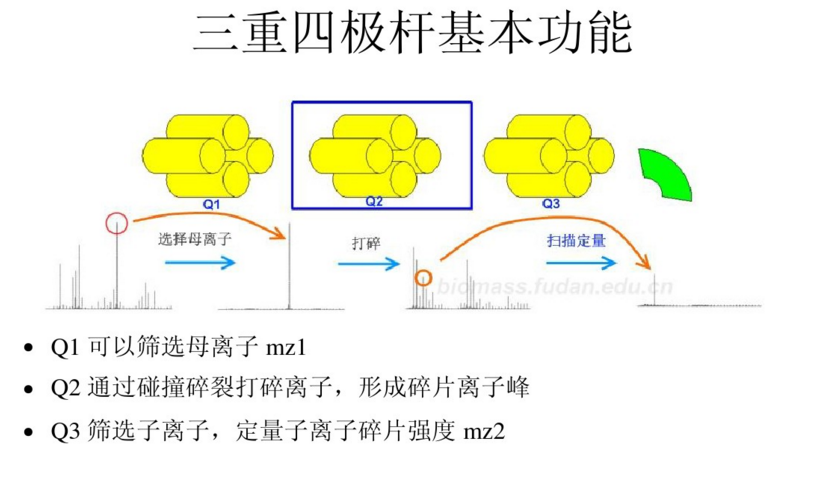 三重四极杆基本功能
Q1
Q2
Q3
选择母离子
打碎
扫描定量
biomass.fudan.edu.cn
• Q1 可以筛选母离子 mz1
• Q2 通过碰撞碎裂打碎离子，形成碎片离子峰
• Q3 筛选子离子，定量子离子碎片强度 mz2